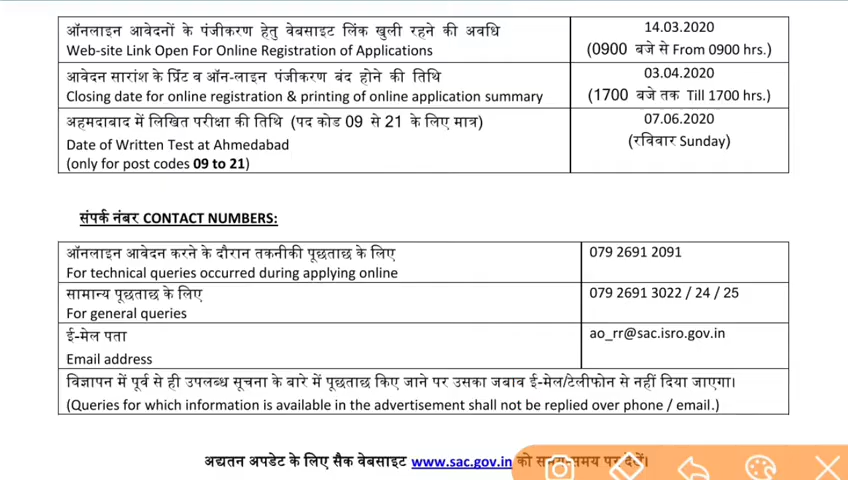 ऑनलाइन आवेदनों के पंजीकरण हेतु वेबसाइट लिंक खुली रहने की अवधि
Web-site Link Open For Online Registration of Applications
14.03.2020
(0900 बजे से From 0900 hrs.)
आवेदन सारांश के प्रिंट व ऑन-लाइन पंजीकरण बंद होने की तिथि
Closing date for online registration & printing of online application summary
03.04.2020
(1700 बजे तक Till 1700 hrs.)
अहमदाबाद में लिखित परीक्षा की तिथि (पद कोड 09 से 21 के लिए मात्र)
Date of Written Test at Ahmedabad
(only for post codes 09 to 21)
07.06.2020
(रविवार Sunday)
संपर्क नंबर CONTACT NUMBERS:
ऑनलाइन आवेदन करने के दौरान तकनीकी पूछताछ के लिए
For technical queries occurred during applying online
079 2691 2091
सामान्य पूछताछ के लिए
For general queries
079 2691 3022 / 24 / 25
ई-मेल पता
Email address
ao_rr@sac.isro.gov.in
विज्ञापन में पूर्व से ही उपलब्ध सूचना के बारे में पूछताछ किए जाने पर उसका जवाब ई-मेल/टेलीफोन से नहीं दिया जाएगा।
(Queries for which information is available in the advertisement shall not be replied over phone / email.)
अद्यतन अपडेट के लिए सैक वेबसाइट www.sac.gov.in को समय-समय पर देखें।